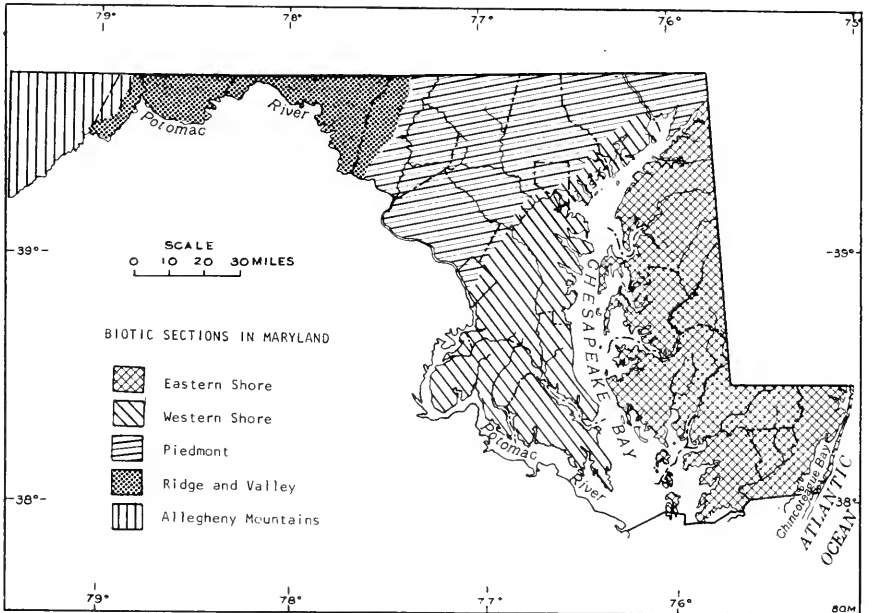 79° 78° 77° 76° 75°
Potomac
River
39°-
-39°
SCALE
0 10 20 30 MILES
CHESAPEAKE BAY
BIOTIC SECTIONS IN MARYLAND
Eastern Shore
Western Shore
Piedmont
Ridge and Valley
Allegheny Mountains
Potomac
River
38°-
-38°
Chincoteague Bay
ATLANTIC
OCEAN
79° 78° 77° 76°
BQM